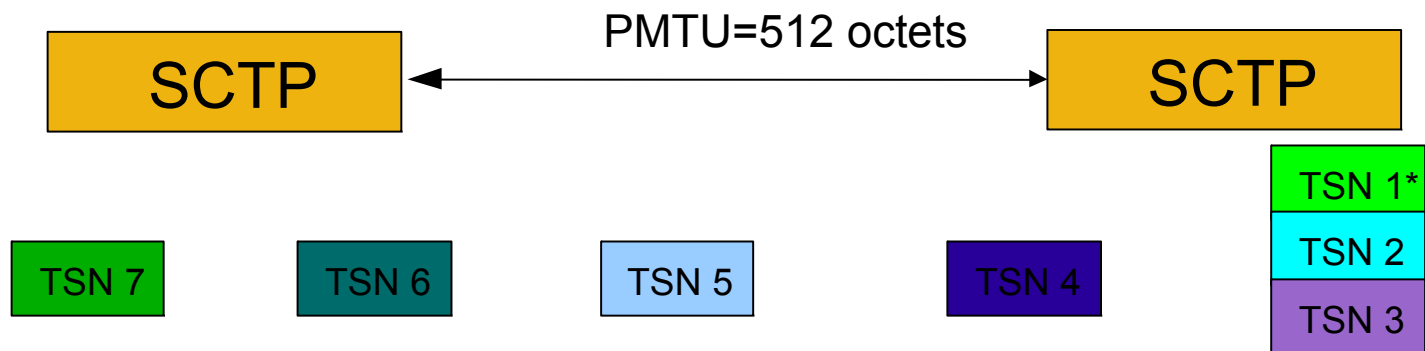 PMTU=512 octets
SCTP
SCTP
TSN 1*
TSN 2
TSN 3
TSN 7
TSN 6
TSN 5
TSN 4